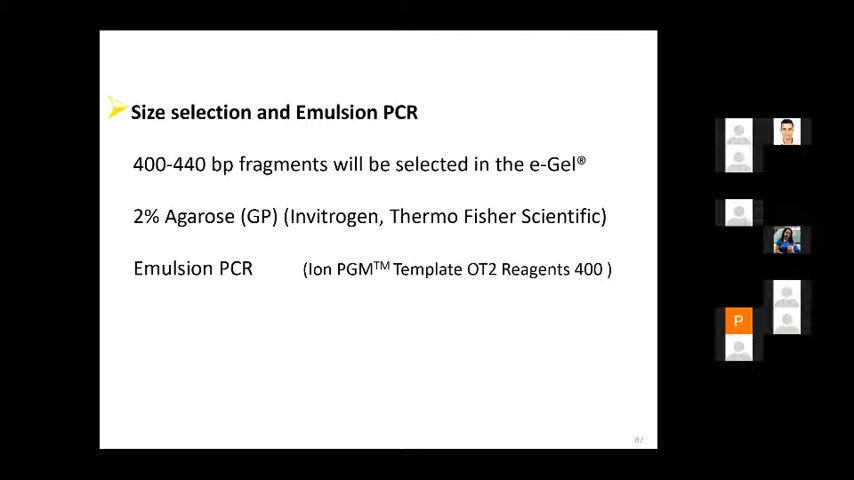 Size selection and Emulsion PCR
400-440 bp fragments will be selected in the e-Gel®
2% Agarose (GP) (Invitrogen, Thermo Fisher Scientific)
Emulsion PCR (Ion PGM™ Template OT2 Reagents 400 )
P